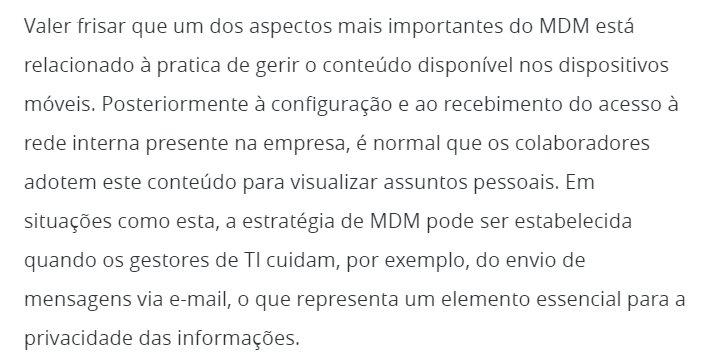 Valer frisar que um dos aspectos mais importantes do MDM está
relacionado à pratica de gerir o conteúdo disponível nos dispositivos
móveis. Posteriormente à configuração e ao recebimento do acesso à
rede interna presente na empresa, é normal que os colaboradores
adotem este conteúdo para visualizar assuntos pessoais. Em
situações como esta, a estratégia de MDM pode ser estabelecida
quando os gestores de TI cuidam, por exemplo, do envio de
mensagens via e-mail, o que representa um elemento essencial para a
privacidade das informações.